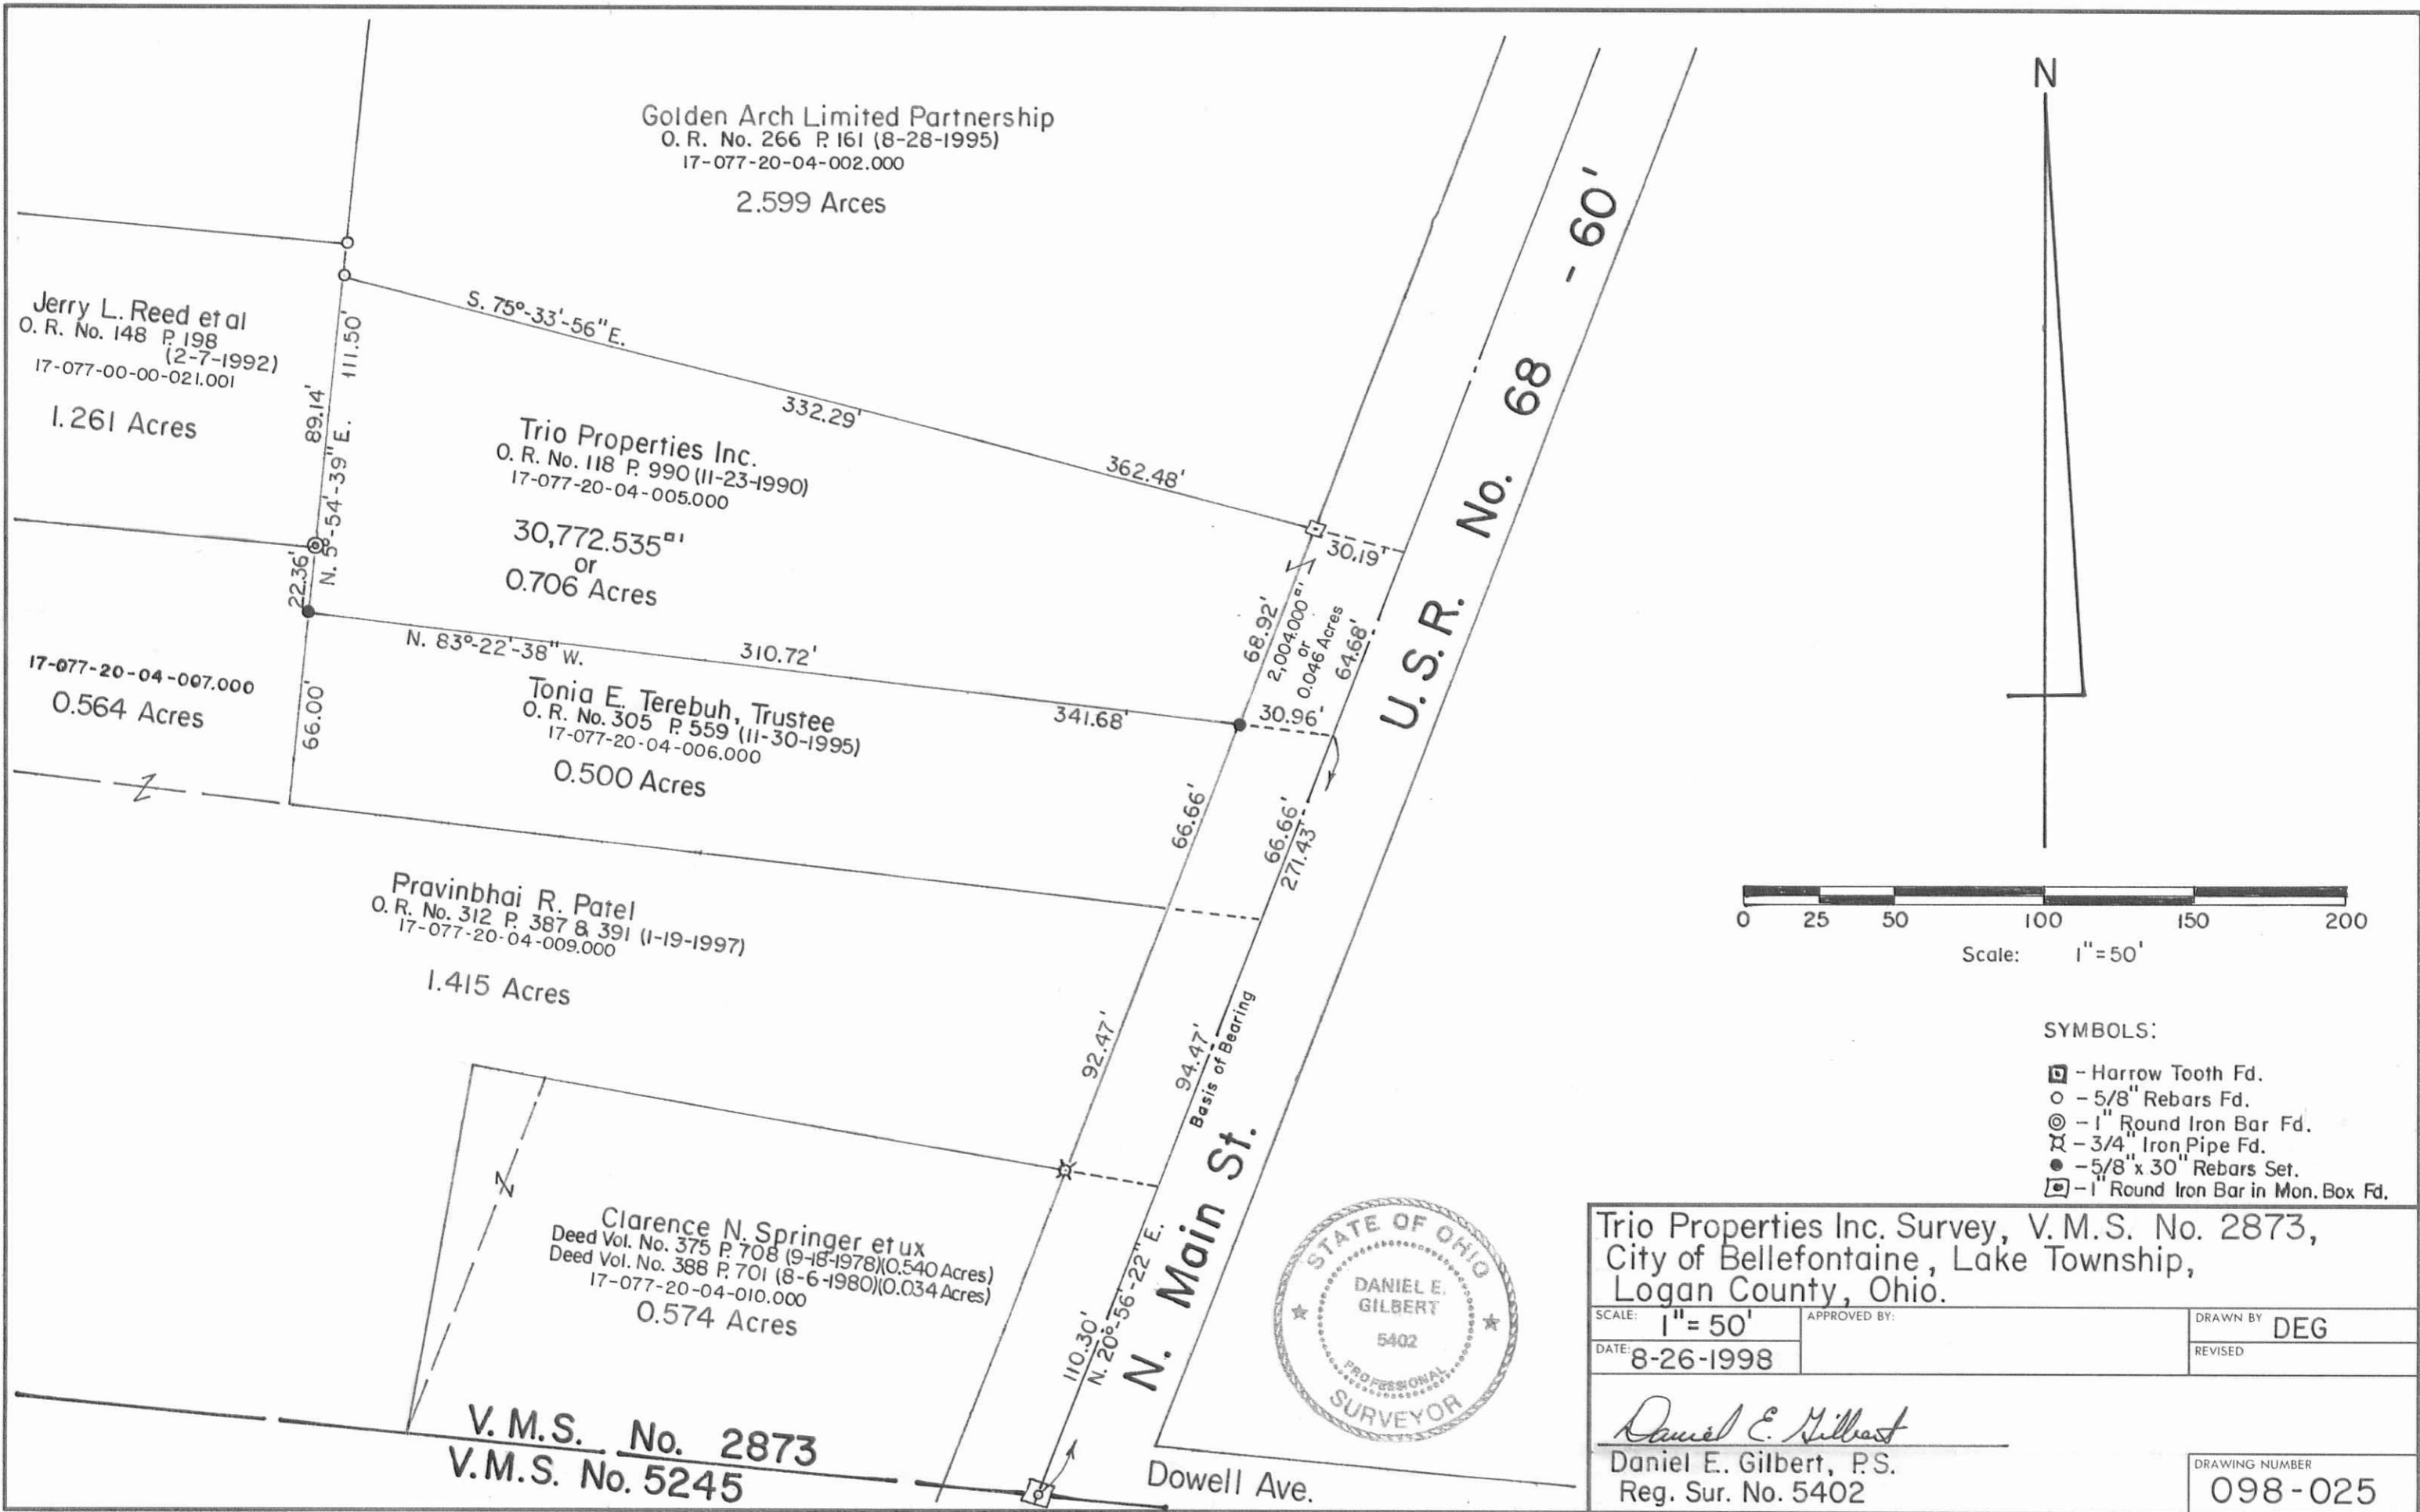 Golden Arch Limited Partnership
O. R. No. 266 P. 161 (8-28-1995)
17-077-20-04-002.000
2.599 Arces
N
U.S.R. No. 68 - 60'
Jerry L. Reed et al
O. R. No. 148 P. 198
(2-7-1992)
17-077-00-00-021.001
1.261 Acres
89.14'
N. 5°-54'-39" E. 111.50'
22.36'
S. 75°-33'-56" E.
332.29'
362.48'
30.19'
Trio Properties Inc.
O. R. No. 118 P. 990 (11-23-1990)
17-077-20-04-005.000
30,772.535□'
or
0.706 Acres
68.92'
2,004.000□'
or
0.046 Acres
64.68'
N. 83°-22'-38" W.
310.72'
341.68'
30.96'
17-077-20-04-007.000
0.564 Acres
66.00'
Tonia E. Terebuh, Trustee
O. R. No. 305 P. 559 (11-30-1995)
17-077-20-04-006.000
0.500 Acres
66.66'
66.66'
271.43'
Pravinbhai R. Patel
O. R. No. 312 P. 387 & 391 (1-19-1997)
17-077-20-04-009.000
1.415 Acres
92.47'
94.47'
Basis of Bearing
0 25 50 100 150 200
Scale: 1"=50'
SYMBOLS:
- Harrow Tooth Fd.
- 5/8" Rebars Fd.
- 1" Round Iron Bar Fd.
- 3/4" Iron Pipe Fd.
- 5/8" x 30" Rebars Set.
- 1" Round Iron Bar in Mon. Box Fd.
Clarence N. Springer et ux
Deed Vol. No. 375 P. 708 (9-18-1978)(0.540 Acres)
Deed Vol. No. 388 P. 701 (8-6-1980)(0.034 Acres)
17-077-20-04-010.000
0.574 Acres
110.30'
N. 20°-56'-22" E.
N. Main St.
V.M.S. No. 2873
V.M.S. No. 5245
Dowell Ave.
STATE OF OHIO
DANIEL E.
GILBERT
5402
PROFESSIONAL
SURVEYOR
Trio Properties Inc. Survey, V.M.S. No. 2873,
City of Bellefontaine, Lake Township,
Logan County, Ohio.
SCALE: 1"= 50'
APPROVED BY:
DRAWN BY DEG
DATE: 8-26-1998
REVISED
Daniel E. Gilbert
Daniel E. Gilbert, P.S.
Reg. Sur. No. 5402
DRAWING NUMBER
098-025